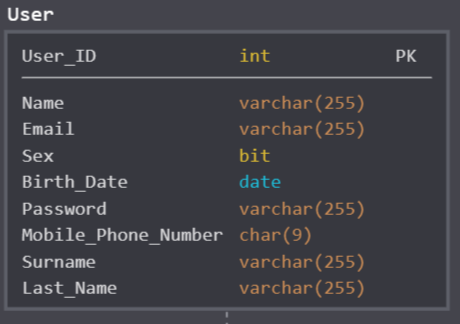 User
User_ID int PK
Name varchar(255)
Email varchar(255)
Sex bit
Birth_Date date
Password varchar(255)
Mobile_Phone_Number char(9)
Surname varchar(255)
Last_Name varchar(255)